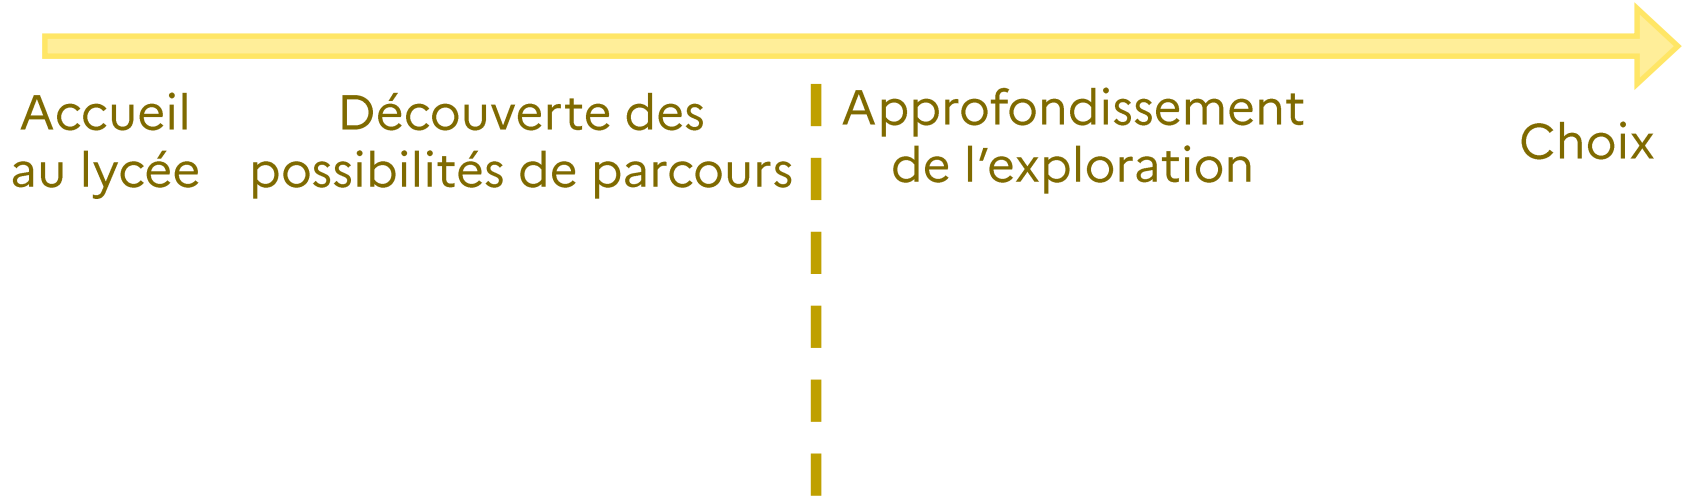 Accueil
au lycée
Découverte des
possibilités de parcours
Approfondissement
de l’exploration
Choix